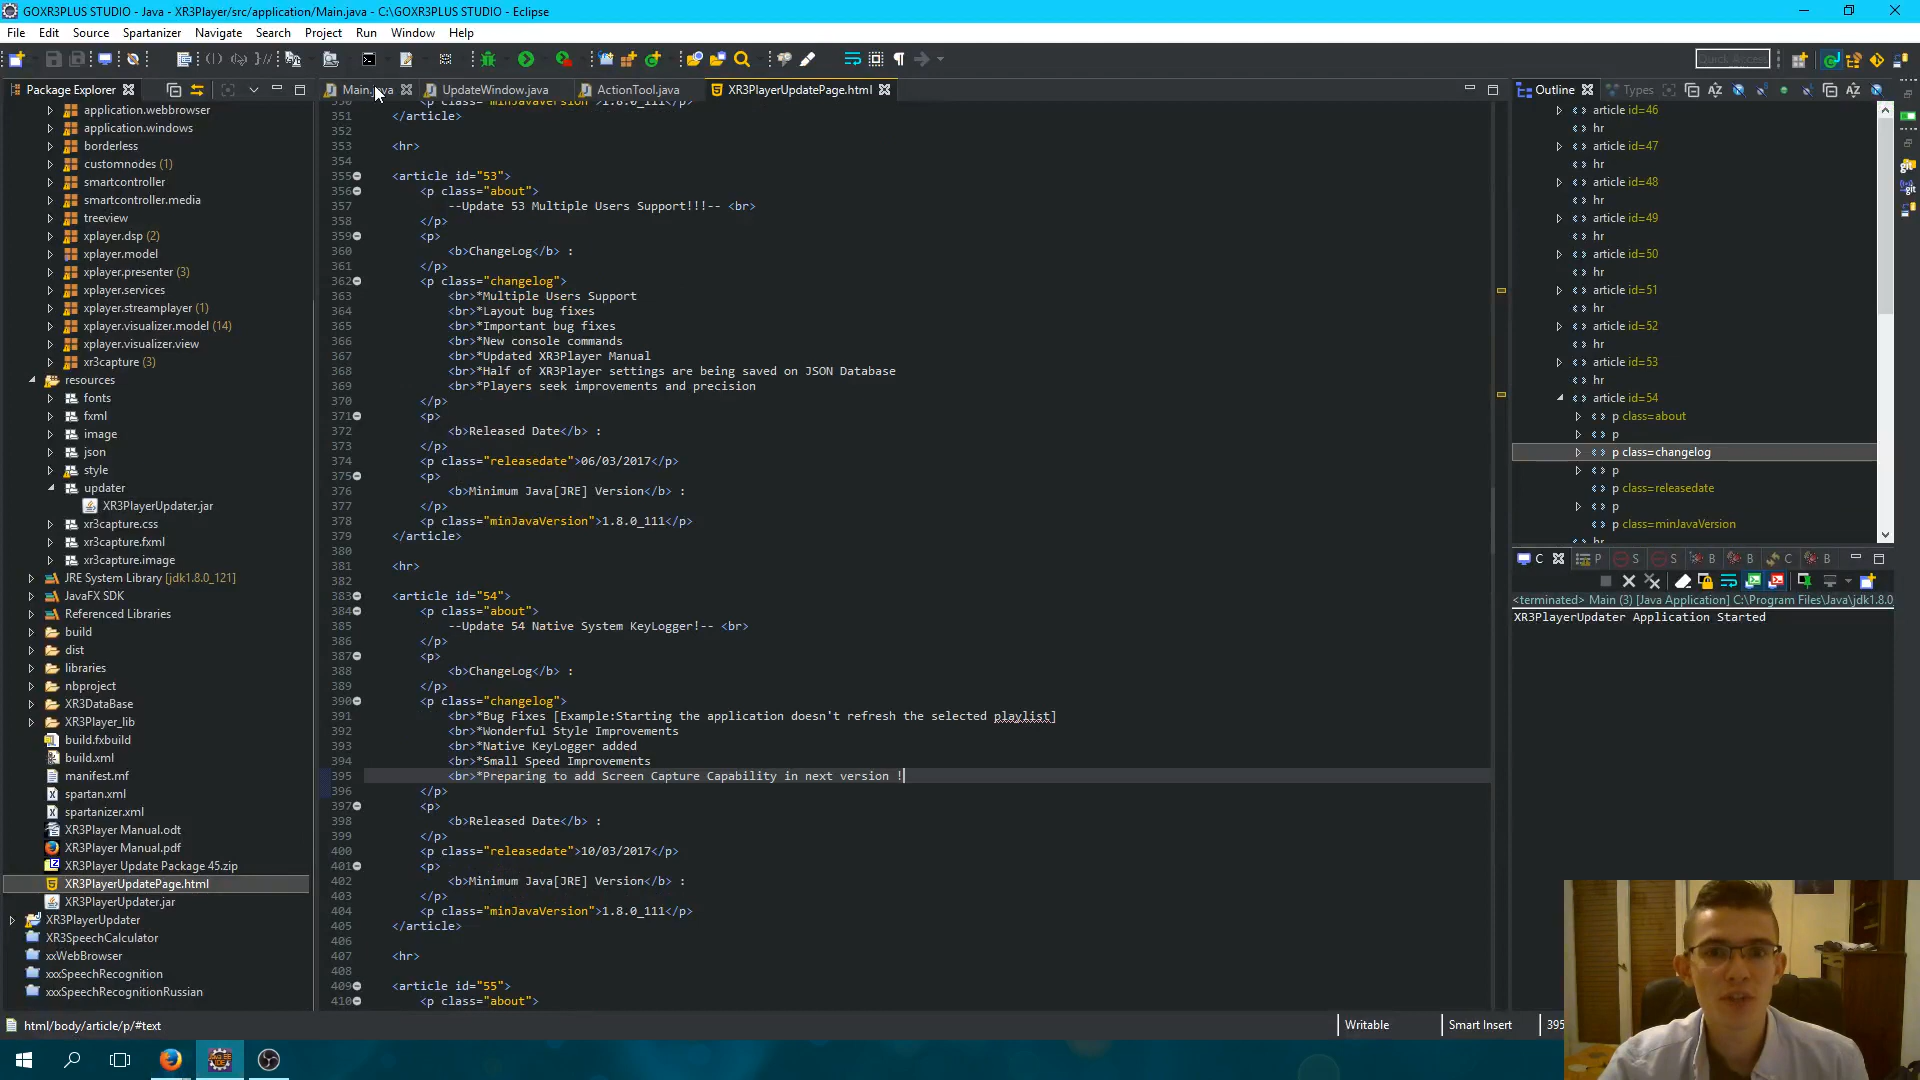 GOXR3PLUS STUDIO - Java - XR3Player/src/application/Main.java - C:\GOXR3PLUS STUDIO - Eclipse
File Edit Source Spartanizer Navigate Search Project Run Window Help
Quick Access
Package Explorer
Main.java
UpdateWindow.java
ActionTool.java
XR3PlayerUpdatePage.html
Outline
Types
application.webbrowser
application.windows
borderless
customnodes (1)
smartcontroller
smartcontroller.media
treeview
xplayer.dsp (2)
xplayer.model
xplayer.presenter (3)
xplayer.services
xplayer.streamplayer (1)
xplayer.visualizer.model (14)
xplayer.visualizer.view
xr3capture (3)
resources
fonts
fxml
image
json
style
updater
XR3PlayerUpdater.jar
xr3capture.css
xr3capture.fxml
xr3capture.image
JRE System Library [jdk1.8.0_121]
JavaFX SDK
Referenced Libraries
build
dist
libraries
nbproject
XR3DataBase
XR3Player_lib
build.fxbuild
build.xml
manifest.mf
spartan.xml
spartanizer.xml
XR3Player Manual.odt
XR3Player Manual.pdf
XR3Player Update Package 45.zip
XR3PlayerUpdatePage.html
XR3PlayerUpdater.jar
XR3PlayerUpdater
XR3SpeechCalculator
xxWebBrowser
xxxSpeechRecognition
xxxSpeechRecognitionRussian
350 <p class="minJavaVersion">1.8.0_111</p>
351 </article>
352
353 <hr>
354
355 <article id="53">
356 <p class="about">
357 --Update 53 Multiple Users Support!!!-- <br>
358 </p>
359 <p>
360 <b>ChangeLog</b> :
361 </p>
362 <p class="changelog">
363 <br>*Multiple Users Support
364 <br>*Layout bug fixes
365 <br>*Important bug fixes
366 <br>*New console commands
367 <br>*Updated XR3Player Manual
368 <br>*Half of XR3Player settings are being saved on JSON Database
369 <br>*Players seek improvements and precision
370 </p>
371 <p>
372 <b>Released Date</b> :
373 </p>
374 <p class="releasedate">06/03/2017</p>
375 <p>
376 <b>Minimum Java[JRE] Version</b> :
377 </p>
378 <p class="minJavaVersion">1.8.0_111</p>
379 </article>
380
381 <hr>
382
383 <article id="54">
384 <p class="about">
385 --Update 54 Native System KeyLogger!-- <br>
386 </p>
387 <p>
388 <b>ChangeLog</b> :
389 </p>
390 <p class="changelog">
391 <br>*Bug Fixes [Example:Starting the application doesn't refresh the selected playlist]
392 <br>*Wonderful Style Improvements
393 <br>*Native KeyLogger added
394 <br>*Small Speed Improvements
395 <br>*Preparing to add Screen Capture Capability in next version !
396 </p>
397 <p>
398 <b>Released Date</b> :
399 </p>
400 <p class="releasedate">10/03/2017</p>
401 <p>
402 <b>Minimum Java[JRE] Version</b> :
403 </p>
404 <p class="minJavaVersion">1.8.0_111</p>
405 </article>
406
407 <hr>
408
409 <article id="55">
410 <p class="about">
article id=46
hr
article id=47
hr
article id=48
hr
article id=49
hr
article id=50
hr
article id=51
hr
article id=52
hr
article id=53
hr
article id=54
p class=about
p
p class=changelog
p
p class=releasedate
p
p class=minJavaVersion
hr
C P S S B B C B
<terminated> Main (3) [Java Application] C:\Program Files\Java\jdk1.8.0
XR3PlayerUpdater Application Started
html/body/article/p/#text
Writable
Smart Insert
395